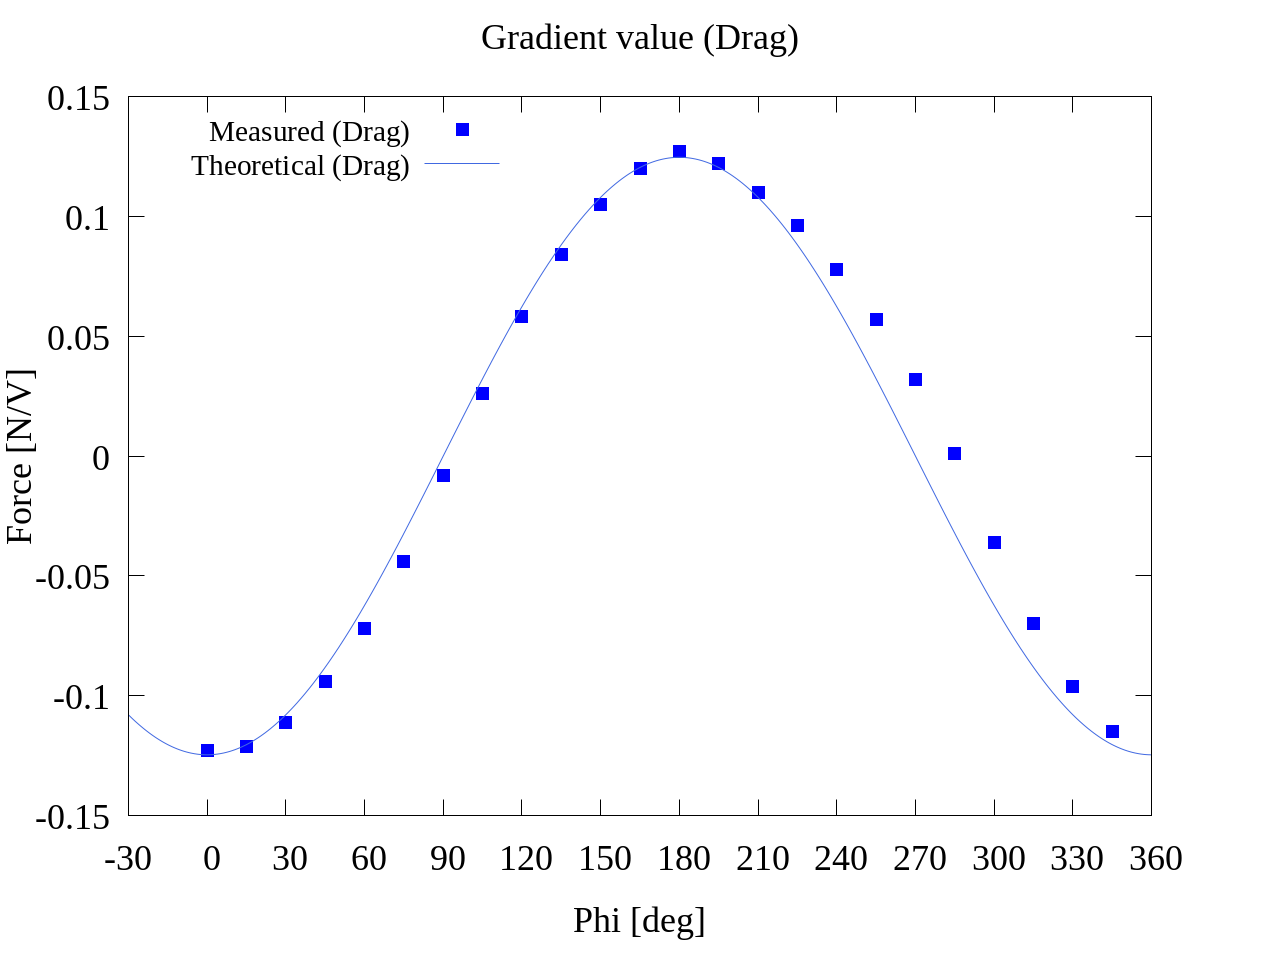 Gradient value (Drag)
0.15
0.1
0.05
0
-0.05
-0.1
-0.15
Force [N/V]
Measured (Drag)
Theoretical (Drag)
-30 0 30 60 90 120 150 180 210 240 270 300 330 360
Phi [deg]